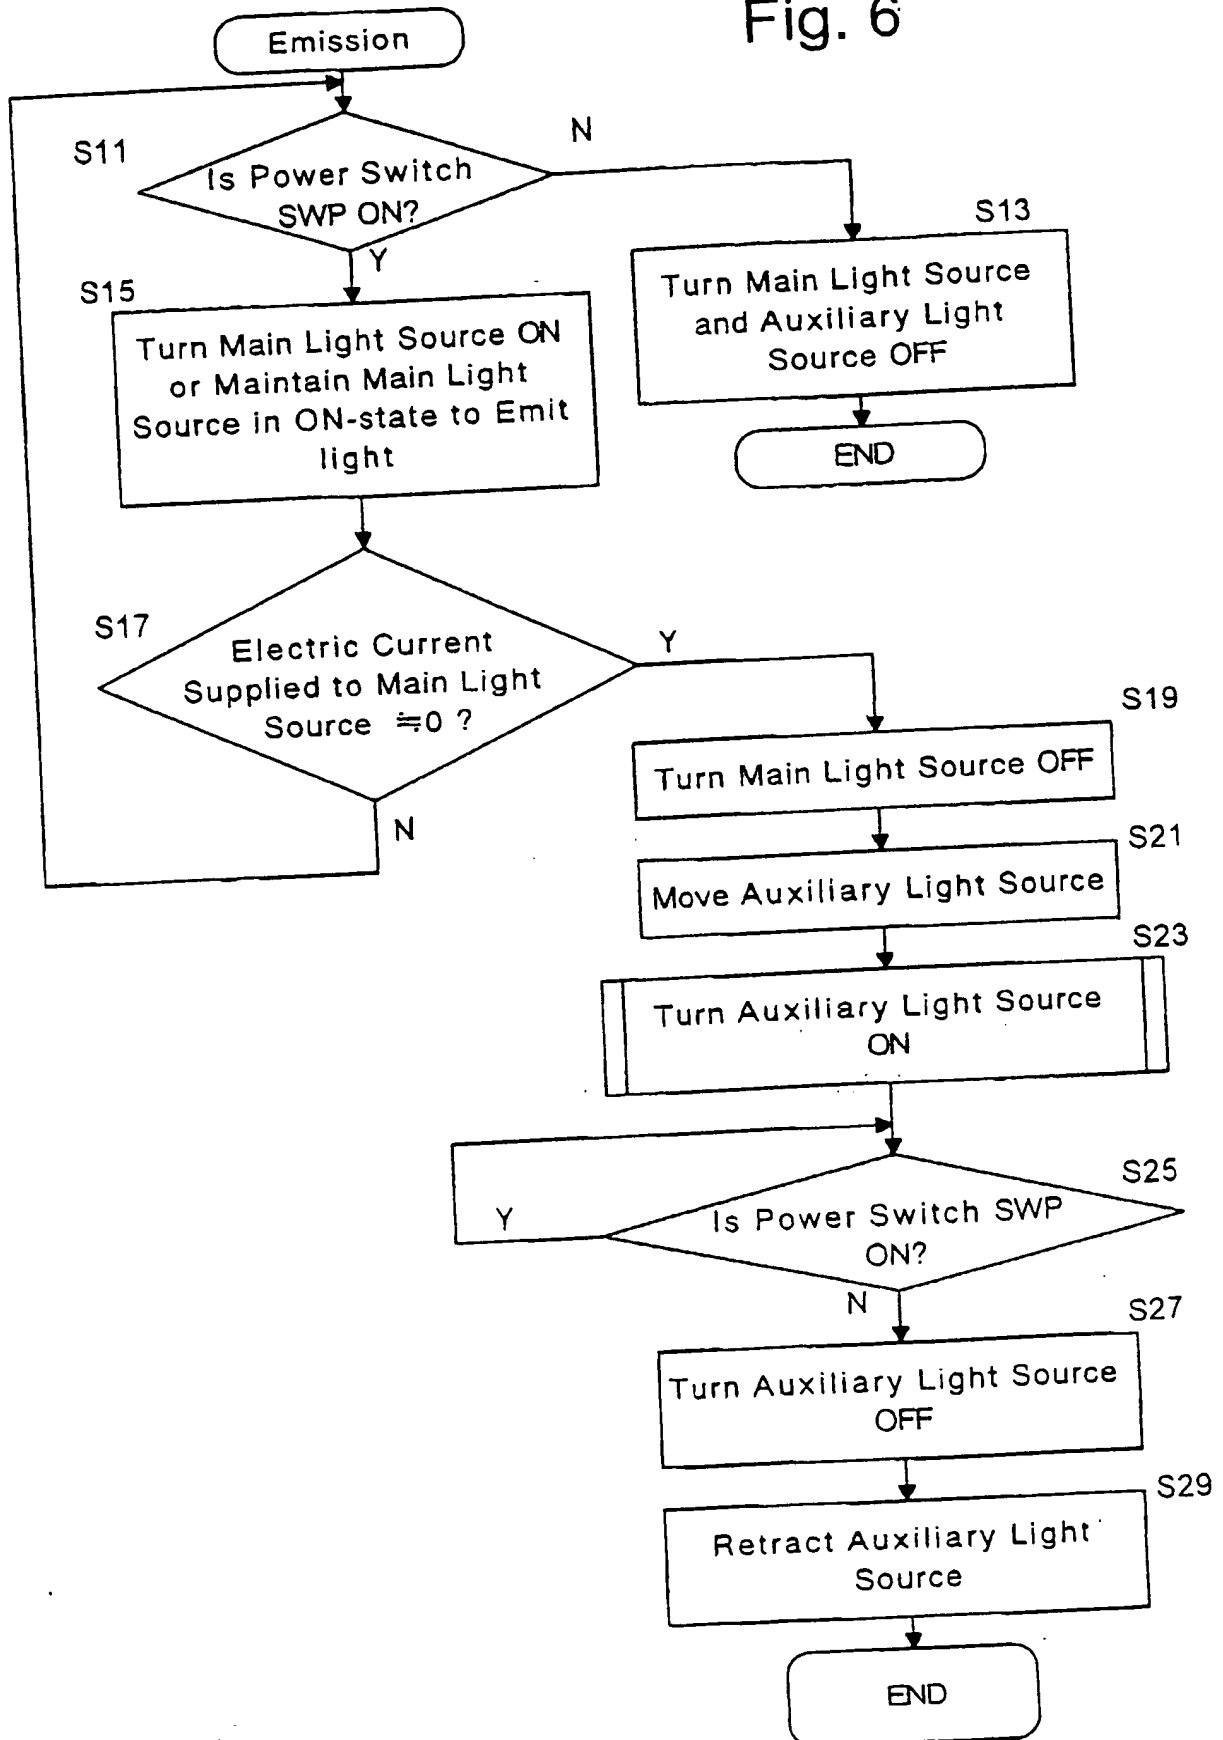 Fig. 6
Emission
S11
Is Power Switch
SWP ON?
N
Y
S13
Turn Main Light Source
and Auxiliary Light
Source OFF
END
S15
Turn Main Light Source ON
or Maintain Main Light
Source in ON-state to Emit
light
S17
Electric Current
Supplied to Main Light
Source ≒0 ?
Y
N
S19
Turn Main Light Source OFF
S21
Move Auxiliary Light Source
S23
Turn Auxiliary Light Source
ON
S25
Is Power Switch SWP
ON?
Y
N
S27
Turn Auxiliary Light Source
OFF
S29
Retract Auxiliary Light
Source
END